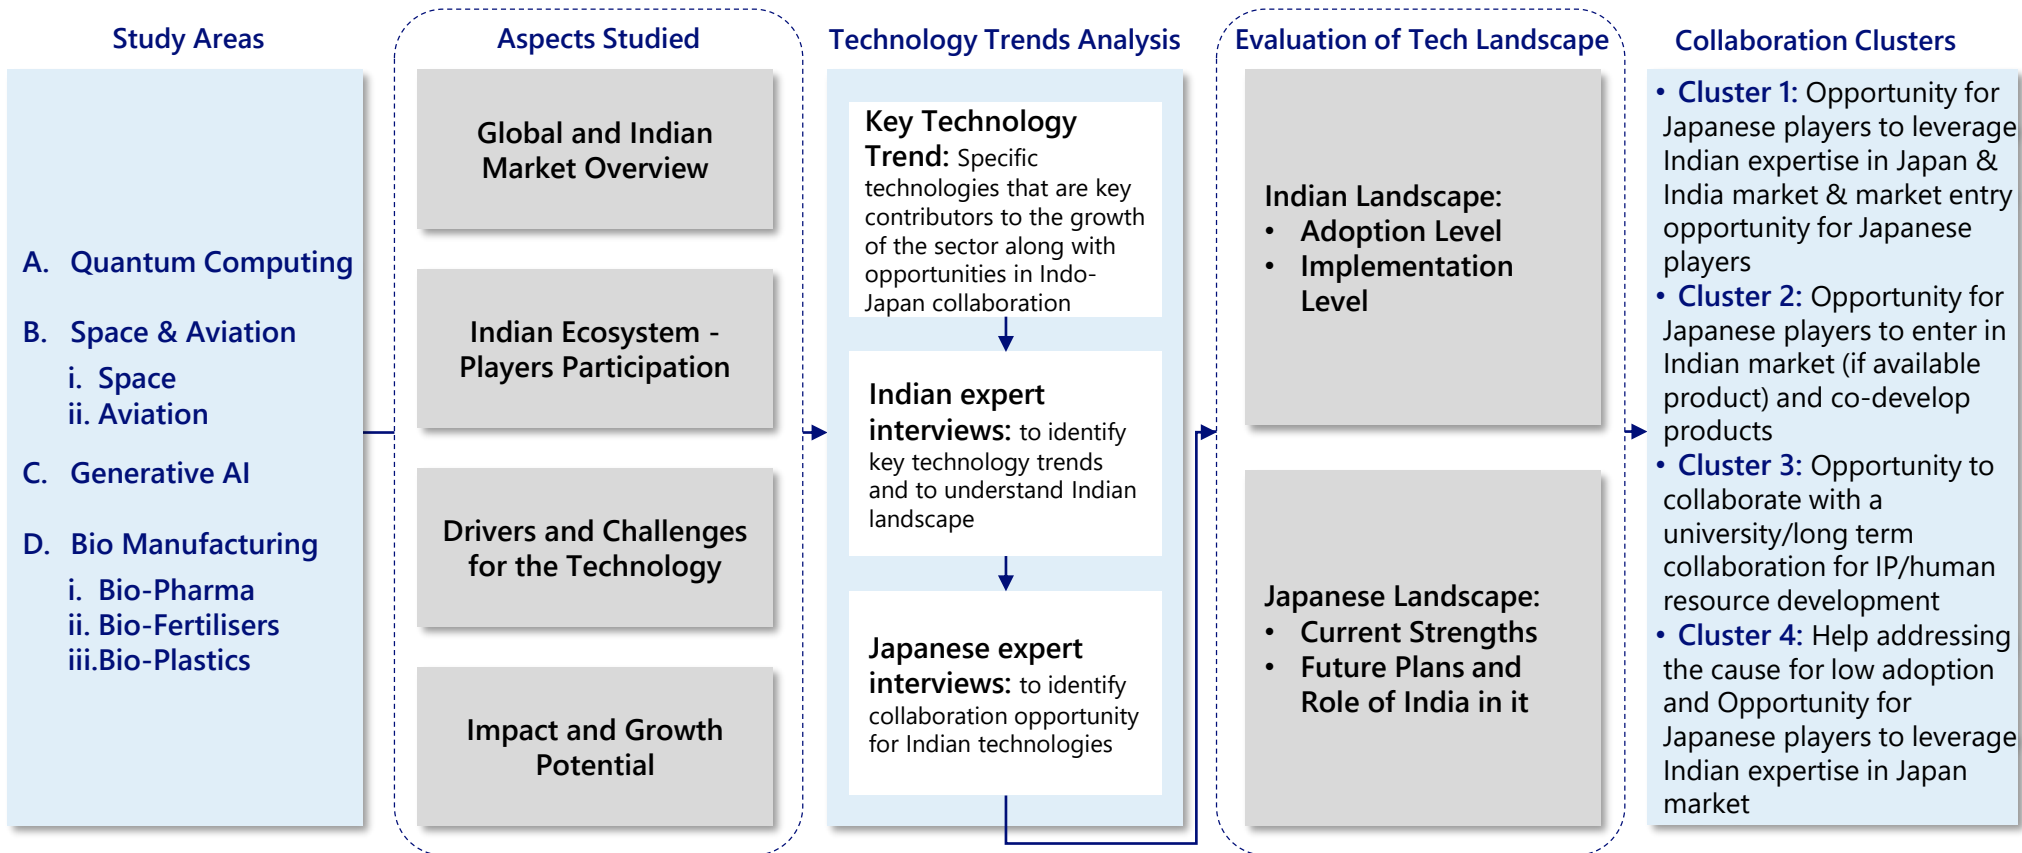 Study Areas
A. Quantum Computing
B. Space & Aviation
i. Space
ii. Aviation
C. Generative AI
D. Bio Manufacturing
i. Bio-Pharma
ii. Bio-Fertilisers
iii.Bio-Plastics
Aspects Studied
Global and Indian
Market Overview
Indian Ecosystem -
Players Participation
Drivers and Challenges
for the Technology
Impact and Growth
Potential
Technology Trends Analysis
Key Technology
Trend: Specific
technologies that are key
contributors to the growth
of the sector along with
opportunities in Indo-
Japan collaboration
Indian expert
interviews: to identify
key technology trends
and to understand Indian
landscape
Japanese expert
interviews: to identify
collaboration opportunity
for Indian technologies
Evaluation of Tech Landscape
Indian Landscape:
• Adoption Level
• Implementation
Level
Japanese Landscape:
• Current Strengths
• Future Plans and
Role of India in it
Collaboration Clusters
• Cluster 1: Opportunity for
Japanese players to leverage
Indian expertise in Japan &
India market & market entry
opportunity for Japanese
players
• Cluster 2: Opportunity for
Japanese players to enter in
Indian market (if available
product) and co-develop
products
• Cluster 3: Opportunity to
collaborate with a
university/long term
collaboration for IP/human
resource development
• Cluster 4: Help addressing
the cause for low adoption
and Opportunity for
Japanese players to leverage
Indian expertise in Japan
market